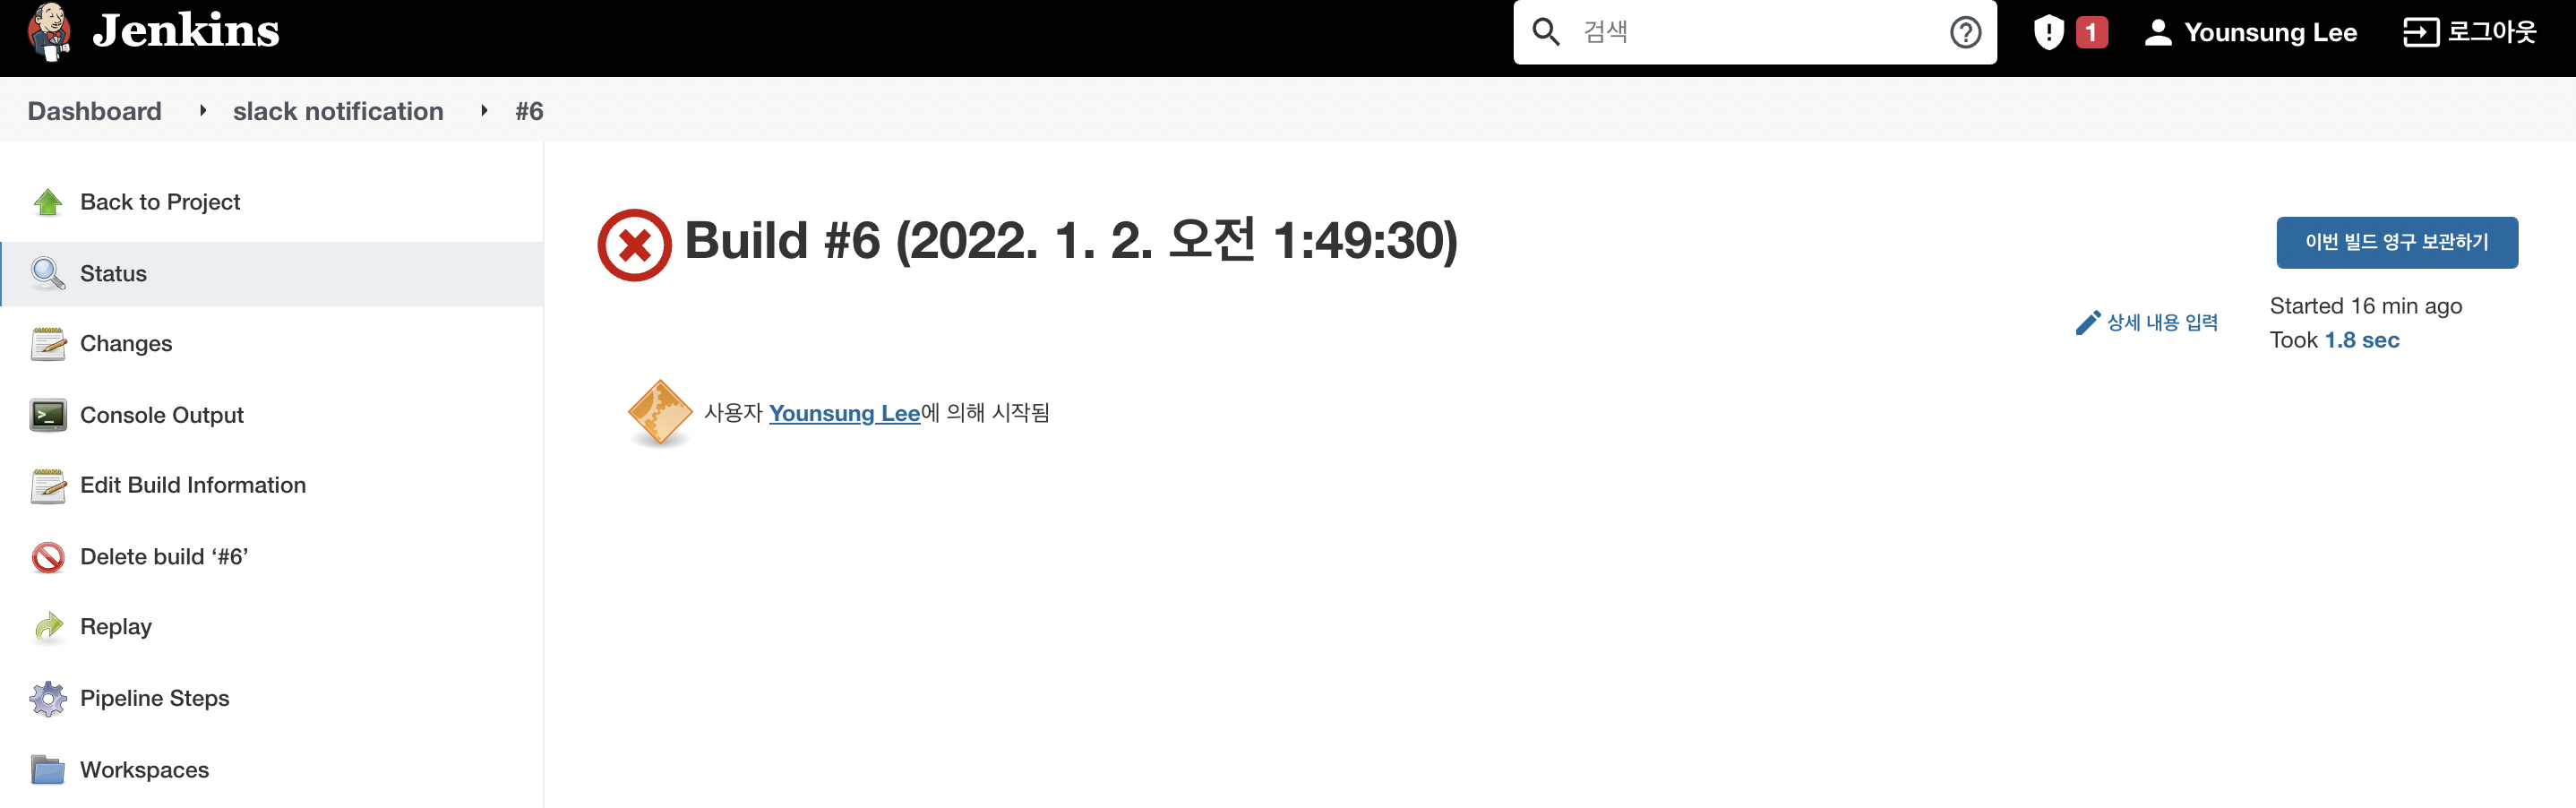 Jenkins
검색
1
Younsung Lee
로그아웃
Dashboard
slack notification
#6
Back to Project
Status
Changes
Console Output
Edit Build Information
Delete build ‘#6’
Replay
Pipeline Steps
Workspaces
Build #6 (2022. 1. 2. 오전 1:49:30)
이번 빌드 영구 보관하기
상세 내용 입력
Started 16 min ago
Took 1.8 sec
사용자 Younsung Lee에 의해 시작됨